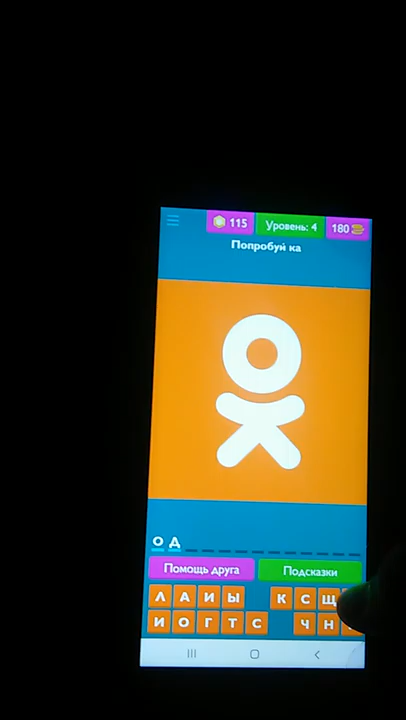 115 Уровень: 4 180
Попробуй ка
О Д
Помощь друга Подсказки
Л А И Ы К С Щ
И О Г Т С Ч Н